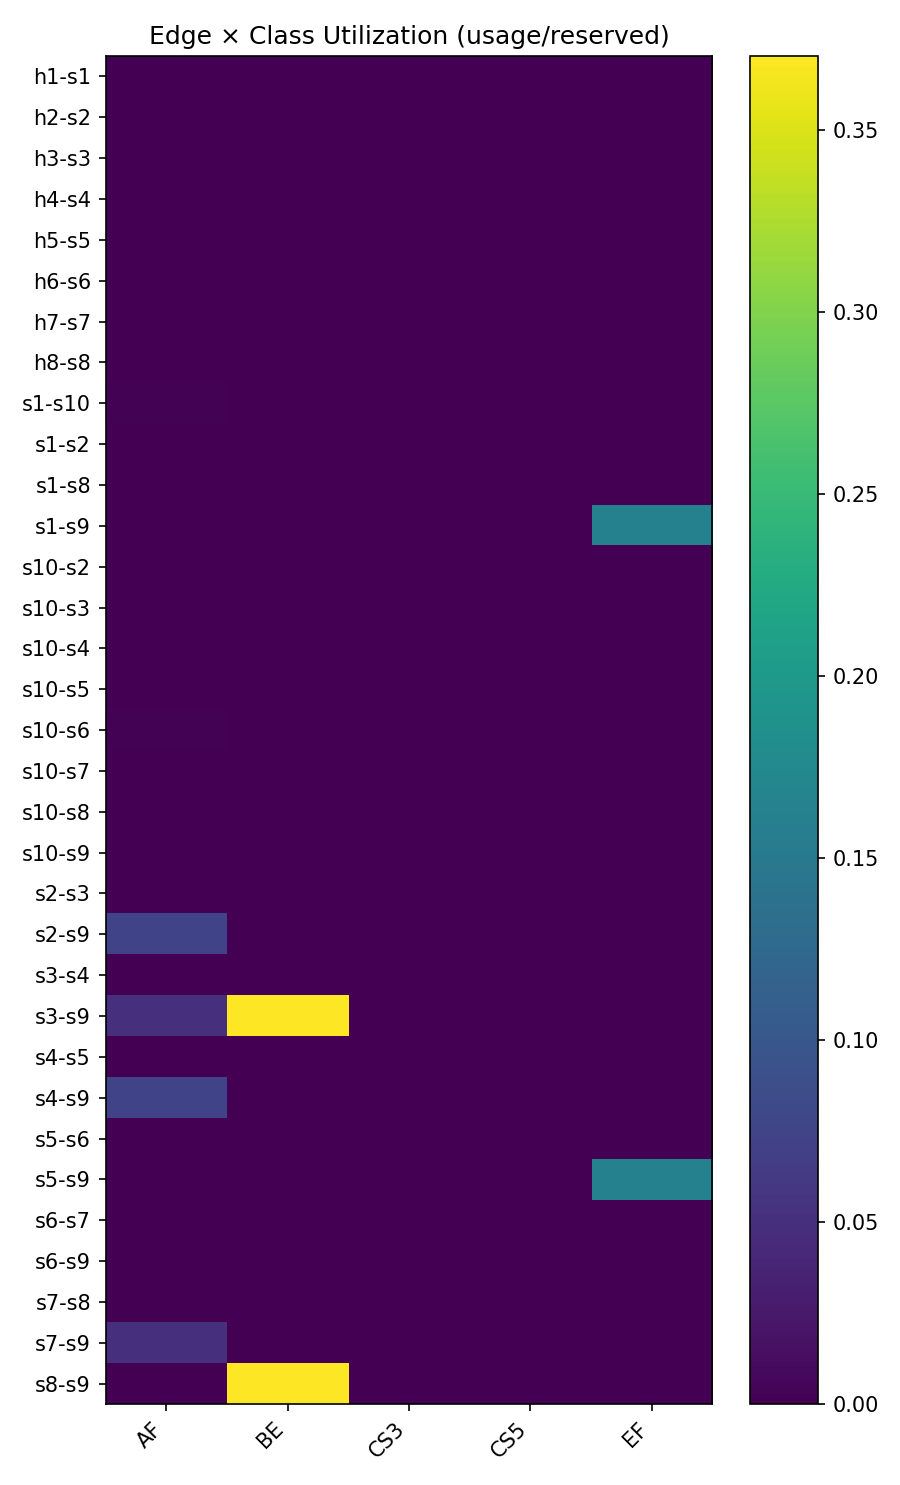 Edge × Class Utilization (usage/reserved)
h1-s1
h2-s2
h3-s3
h4-s4
h5-s5
h6-s6
h7-s7
h8-s8
s1-s10
s1-s2
s1-s8
s1-s9
s10-s2
s10-s3
s10-s4
s10-s5
s10-s6
s10-s7
s10-s8
s10-s9
s2-s3
s2-s9
s3-s4
s3-s9
s4-s5
s4-s9
s5-s6
s5-s9
s6-s7
s6-s9
s7-s8
s7-s9
s8-s9
AF
BE
CS3
CS5
EF
0.35
0.30
0.25
0.20
0.15
0.10
0.05
0.00